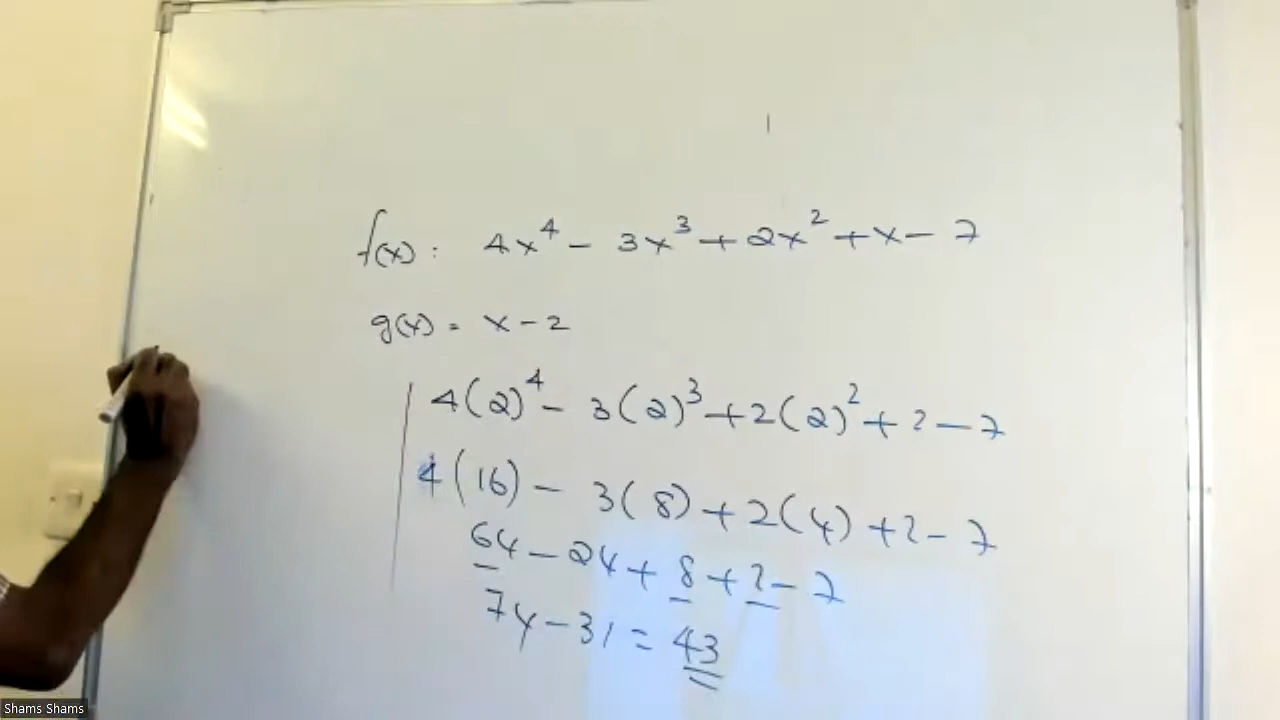 f(x) : 4x⁴ - 3x³ + 2x² + x - 7
g(x) = x - 2
4(2)⁴ - 3(2)³ + 2(2)² + 2 - 7
4(16) - 3(8) + 2(4) + 2 - 7
64 - 24 + 8 + 2 - 7
74 - 31 = 43
Shams Shams